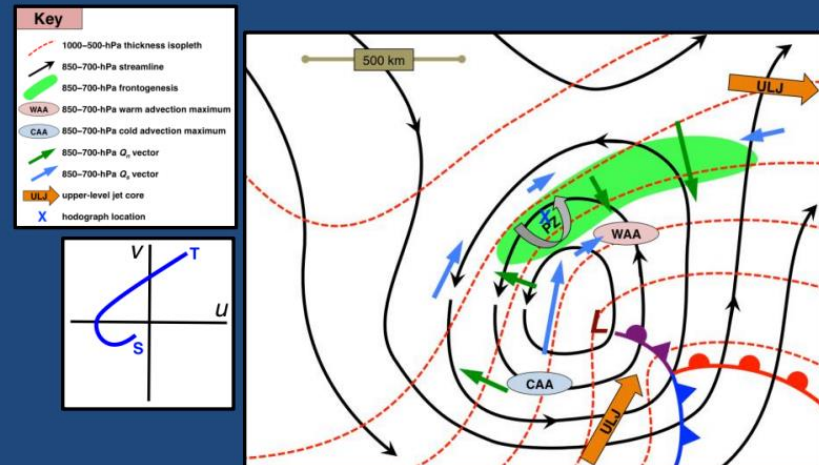 Key
1000–500-hPa thickness isopleth
850–700-hPa streamline
850–700-hPa frontogenesis
WAA 850–700-hPa warm advection maximum
CAA 850–700-hPa cold advection maximum
850–700-hPa Qn vector
850–700-hPa Qs vector
ULJ upper-level jet core
X hodograph location
V
T
u
S
500 km
ULJ
X
PZ
WAA
L
CAA
ULJ